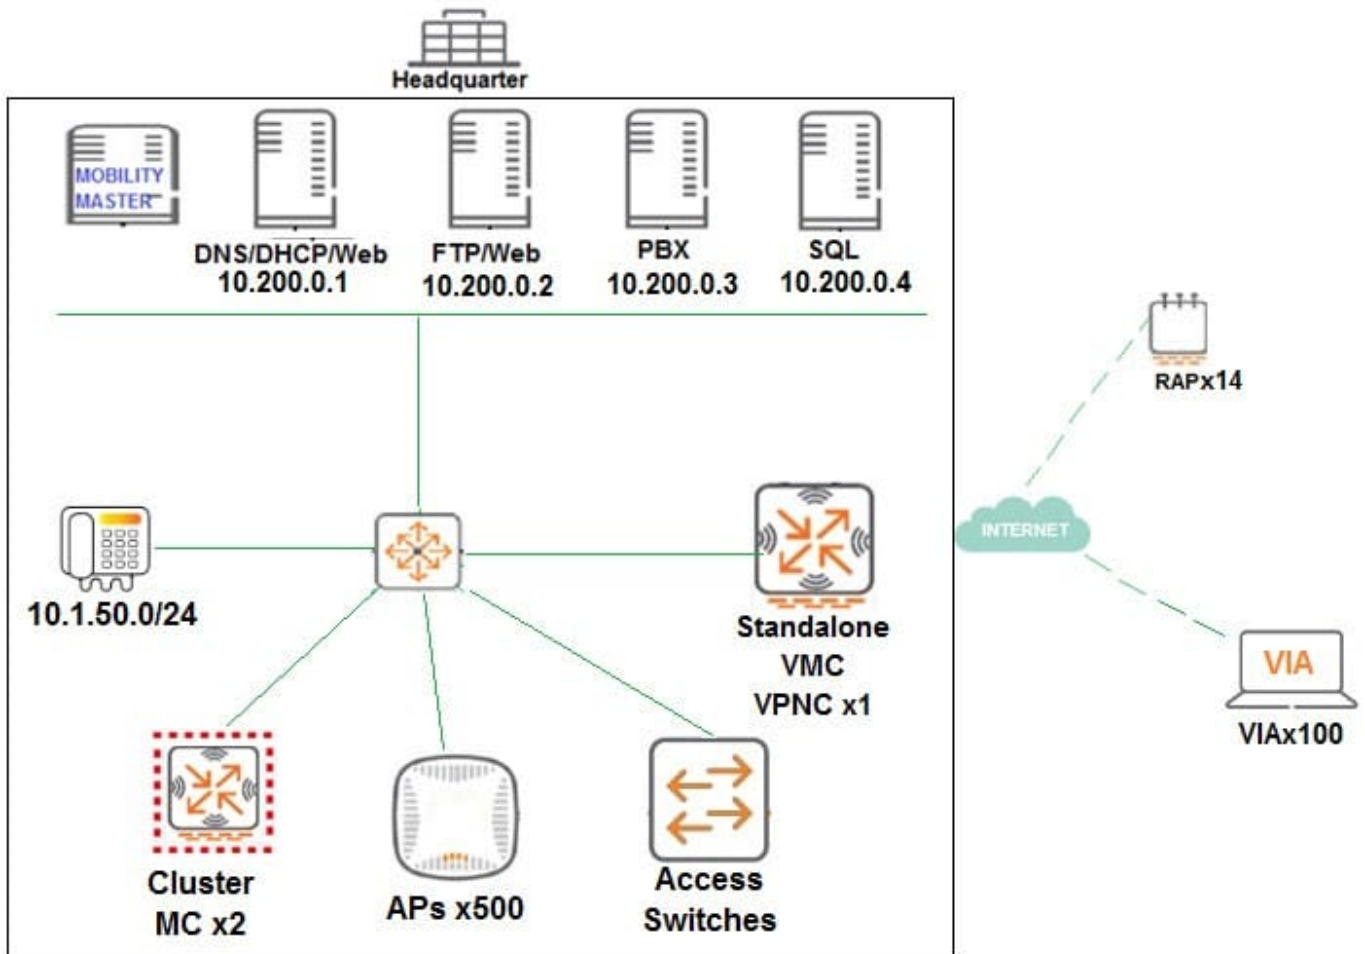 Headquarter
MOBILITY
MASTER
DNS/DHCP/Web
10.200.0.1
FTP/Web
10.200.0.2
PBX
10.200.0.3
SQL
10.200.0.4
RAPx14
INTERNET
10.1.50.0/24
Standalone
VMC
VPNC x1
VIA
VIAx100
Cluster
MC x2
APs x500
Access
Switches